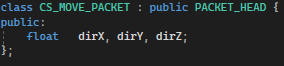 class CS_MOVE_PACKET : public PACKET_HEAD {
public:
    float   dirX, dirY, dirZ;
};